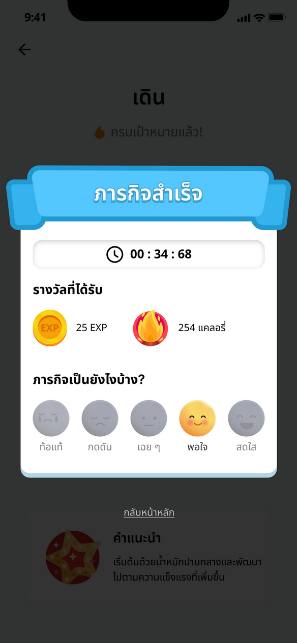 9:41
เดิน
ครบเป้าหมายแล้ว!
ภารกิจสำเร็จ
00 : 34 : 68
รางวัลที่ได้รับ
EXP 25 EXP 254 แคลอรี่
ภารกิจเป็นยังไงบ้าง?
ท้อแท้ กดดัน เฉย ๆ พอใจ สดใส
กลับหน้าหลัก
คำแนะนำ
เริ่มต้นด้วยน้ำหนักปานกลางและพัฒนา
ไปตามความแข็งแรงที่เพิ่มขึ้น